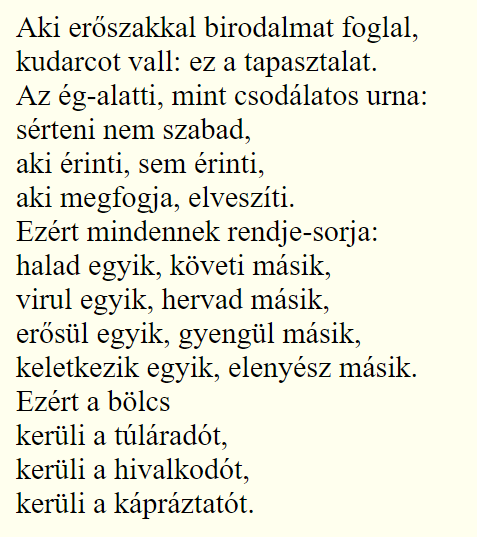 Aki erőszakkal birodalmat foglal,
kudarcot vall: ez a tapasztalat.
Az ég-alatti, mint csodálatos urna:
sérteni nem szabad,
aki érinti, sem érinti,
aki megfogja, elveszíti.
Ezért mindennek rendje-sorja:
halad egyik, követi másik,
virul egyik, hervad másik,
erősül egyik, gyengül másik,
keletkezik egyik, elenyész másik.
Ezért a bölcs
kerüli a túláradót,
kerüli a hivalkodót,
kerüli a kápráztatót.